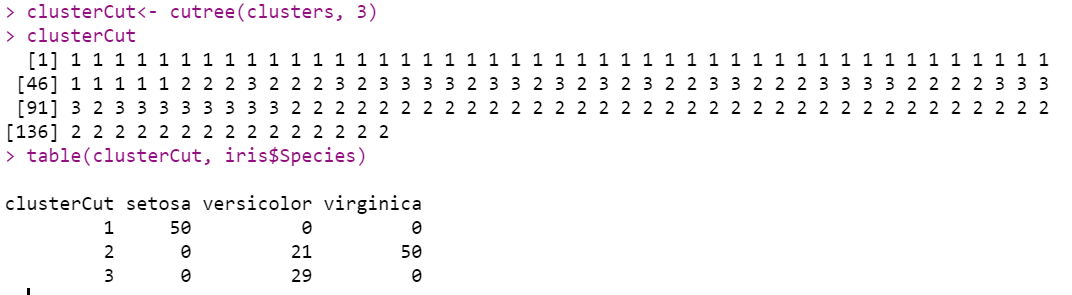 > clusterCut<- cutree(clusters, 3)
> clusterCut
[1] 1 1 1 1 1 1 1 1 1 1 1 1 1 1 1 1 1 1 1 1 1 1 1 1 1 1 1 1 1 1 1 1 1 1 1 1 1 1 1 1 1 1 1 1 1
[46] 1 1 1 1 1 2 2 2 3 2 2 2 3 2 3 3 3 3 2 3 3 2 3 2 3 2 3 2 2 3 3 2 2 2 3 3 3 3 2 2 2 2 3 3 3
[91] 3 2 3 3 3 3 3 3 3 3 2 2 2 2 2 2 2 2 2 2 2 2 2 2 2 2 2 2 2 2 2 2 2 2 2 2 2 2 2 2 2 2 2 2 2
[136] 2 2 2 2 2 2 2 2 2 2 2 2 2 2 2
> table(clusterCut, iris$Species)
clusterCut setosa versicolor virginica
1 50 0 0
2 0 21 50
3 0 29 0